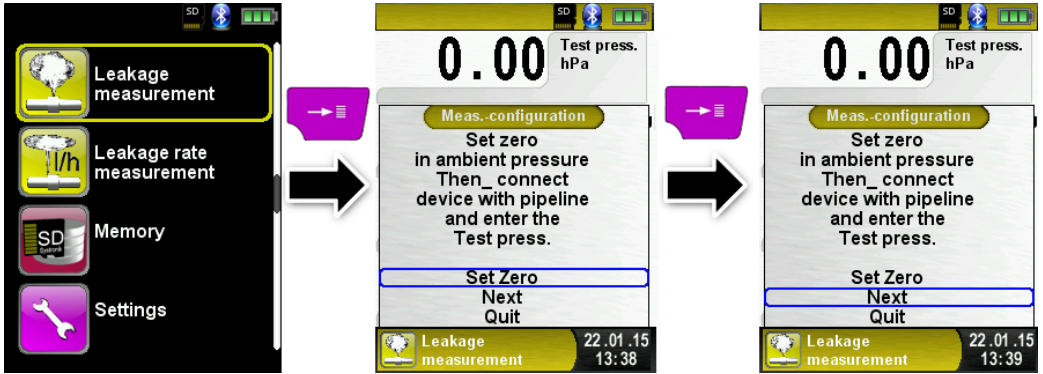 SD
Leakage
measurement
l/h
Leakage rate
measurement
SD
Memory
Settings
SD
0.00
Test press.
hPa
Meas.-configuration
Set zero
in ambient pressure
Then_ connect
device with pipeline
and enter the
Test press.
Set Zero
Next
Quit
Leakage
measurement
22.01.15
13:38
SD
0.00
Test press.
hPa
Meas.-configuration
Set zero
in ambient pressure
Then_ connect
device with pipeline
and enter the
Test press.
Set Zero
Next
Quit
Leakage
measurement
22.01.15
13:39